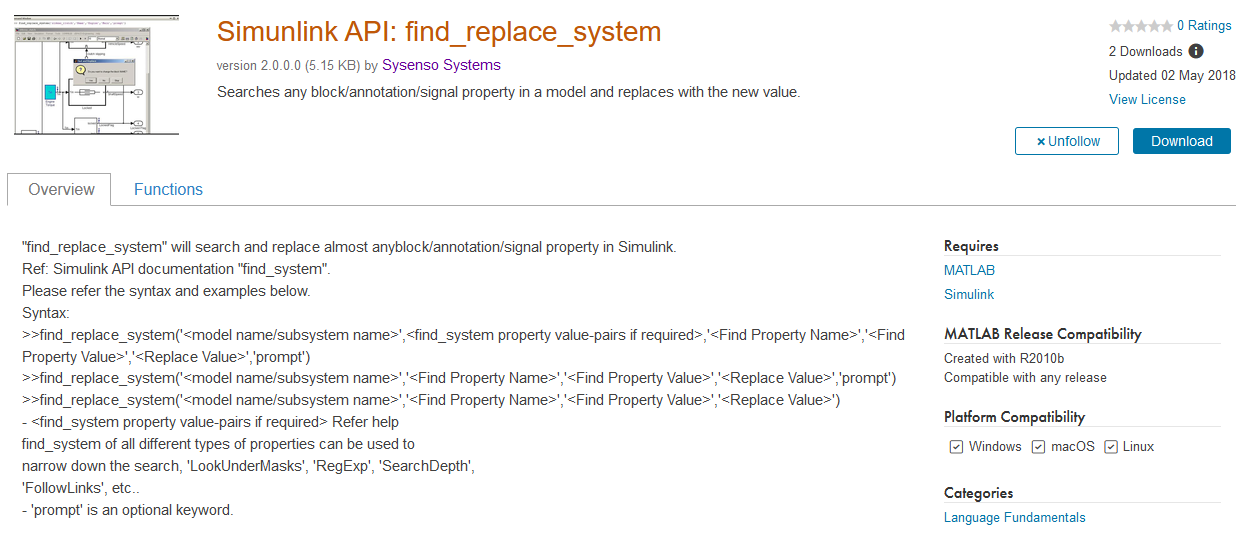 Simunlink API: find_replace_system
version 2.0.0.0 (5.15 KB) by Sysenso Systems
Searches any block/annotation/signal property in a model and replaces with the new value.
0 Ratings
2 Downloads
Updated 02 May 2018
View License
× Unfollow
Download
Overview
Functions
"find_replace_system" will search and replace almost anyblock/annotation/signal property in Simulink.
Ref: Simulink API documentation "find_system".
Please refer the syntax and examples below.
Syntax:
>>find_replace_system('<model name/subsystem name>',<find_system property value-pairs if required>,'<Find Property Name>','<Find
Property Value>','<Replace Value>','prompt')
>>find_replace_system('<model name/subsystem name>','<Find Property Name>','<Find Property Value>','<Replace Value>','prompt')
>>find_replace_system('<model name/subsystem name>','<Find Property Name>','<Find Property Value>','<Replace Value>')
- <find_system property value-pairs if required> Refer help
find_system of all different types of properties can be used to
narrow down the search, 'LookUnderMasks', 'RegExp', 'SearchDepth',
'FollowLinks', etc..
- 'prompt' is an optional keyword.
Requires
MATLAB
Simulink
MATLAB Release Compatibility
Created with R2010b
Compatible with any release
Platform Compatibility
Windows macOS Linux
Categories
Language Fundamentals